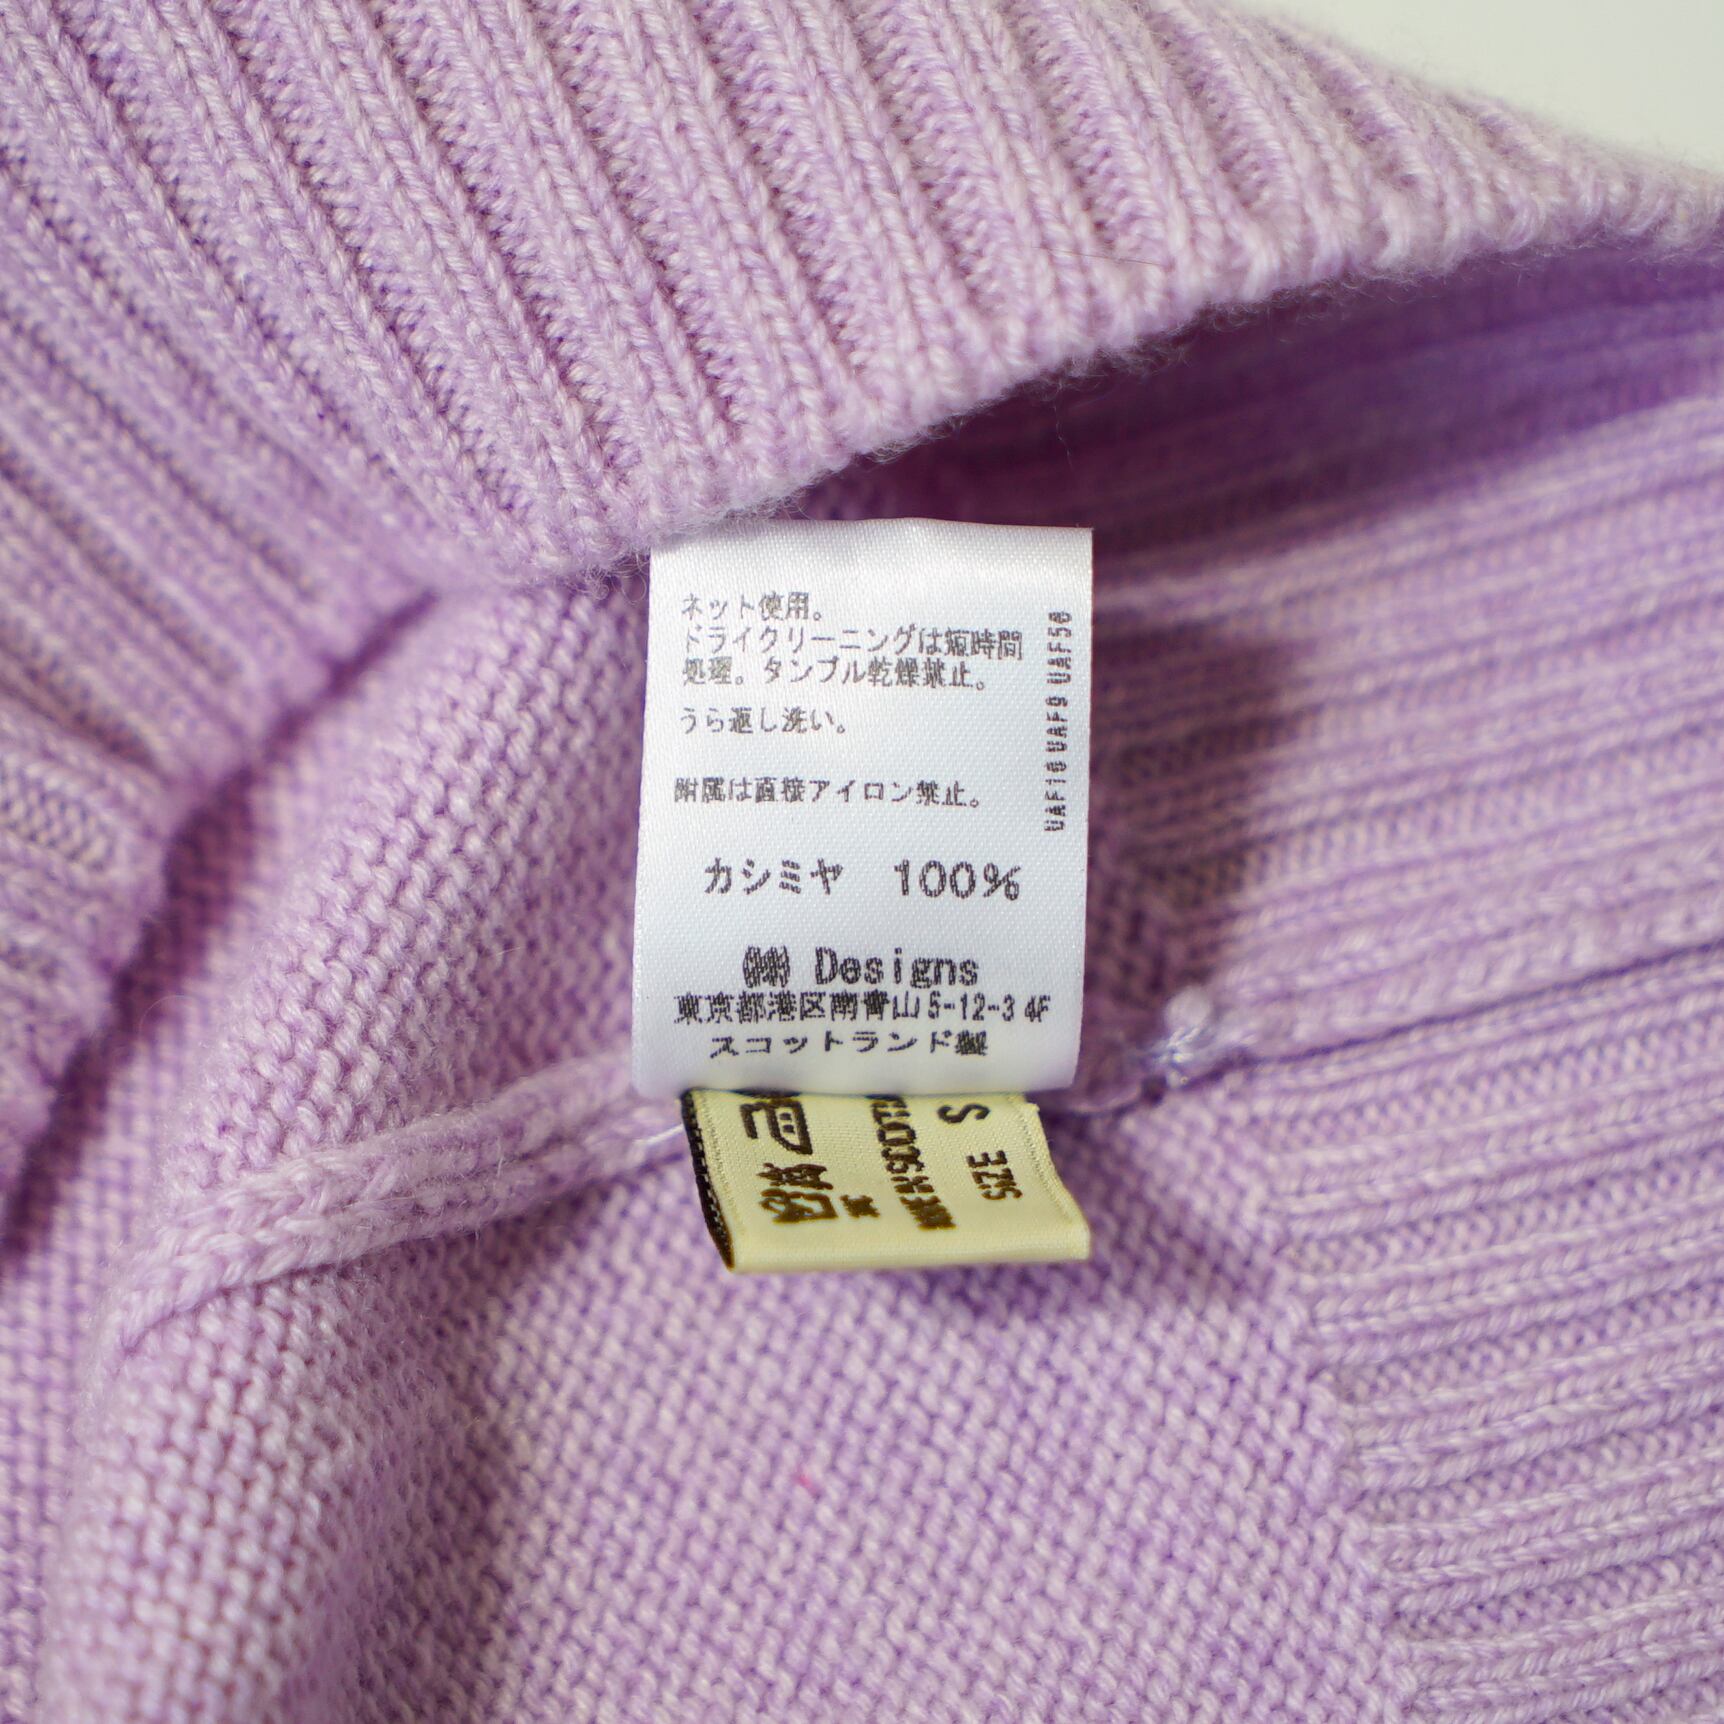 ネット使用。
ドライクリーニングは短時間
処理。タンブル乾燥禁止。
うら返し洗い。
附属は直接アイロン禁止。
カシミヤ 100%
㈱ Designs
東京都港区南青山5-12-3 4F
スコットランド製
SIZE S